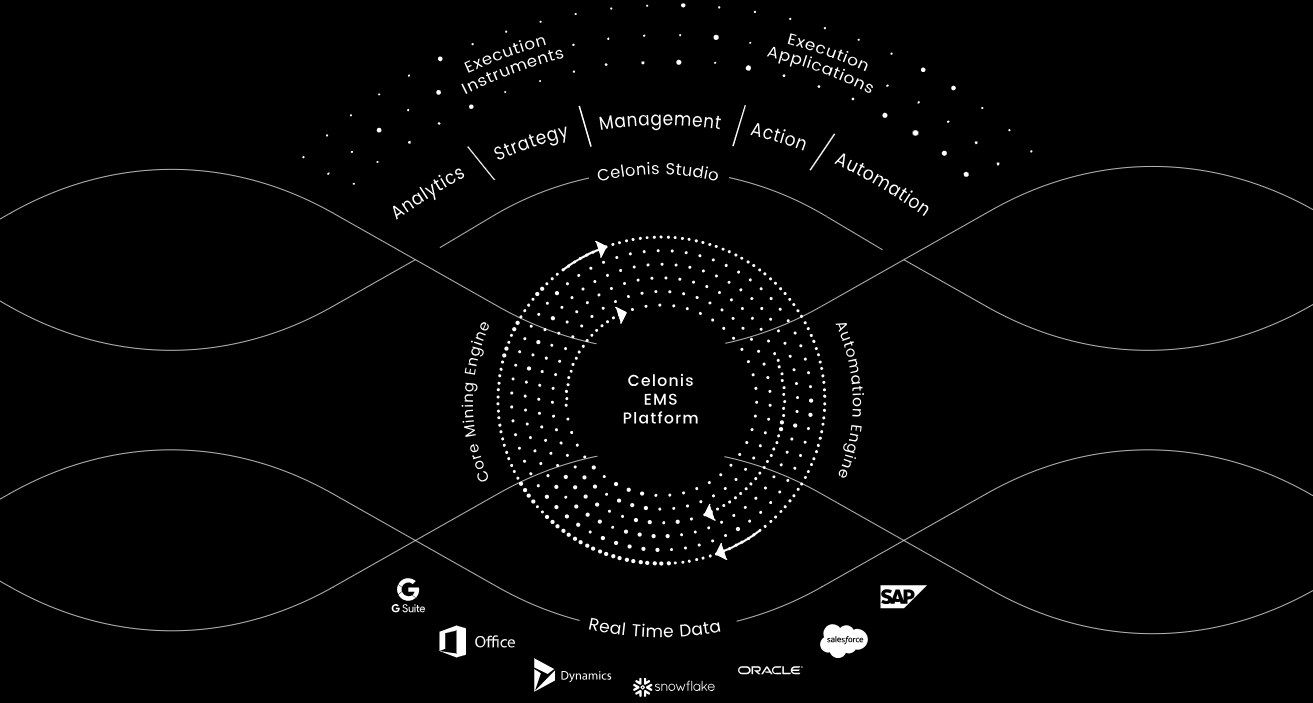 Execution
Instruments
Execution
Applications
Analytics
Strategy
Management
Action
Automation
Celonis Studio
Core Mining Engine
Celonis
EMS
Platform
Automation Engine
Real Time Data
G
G Suite
Office
Dynamics
snowflake
ORACLE
salesforce
SAP